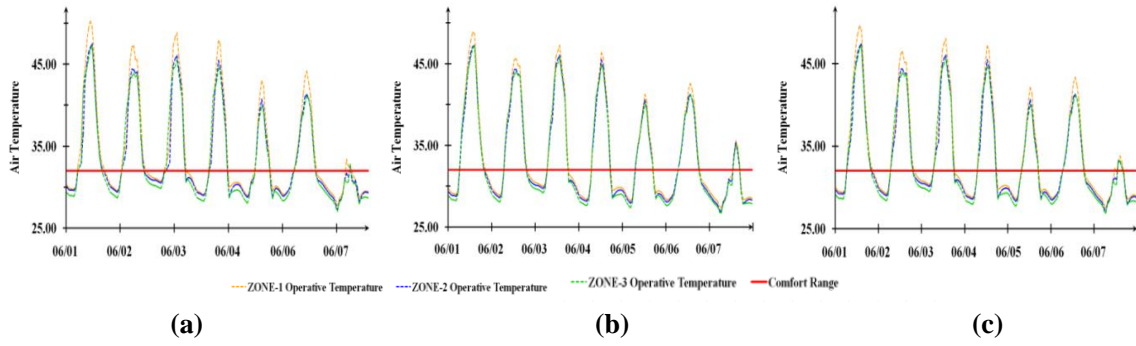 Air Temperature
45.00
35.00
25.00
06/01 06/02 06/03 06/04 06/05 06/06 06/07
Air Temperature
45.00
35.00
25.00
06/01 06/02 06/03 06/04 06/05 06/06 06/07
Air Temperature
45.00
35.00
25.00
06/01 06/02 06/03 06/04 06/05 06/06 06/07
ZONE-1 Operative Temperature ZONE-2 Operative Temperature ZONE-3 Operative Temperature Comfort Range
(a) (b) (c)